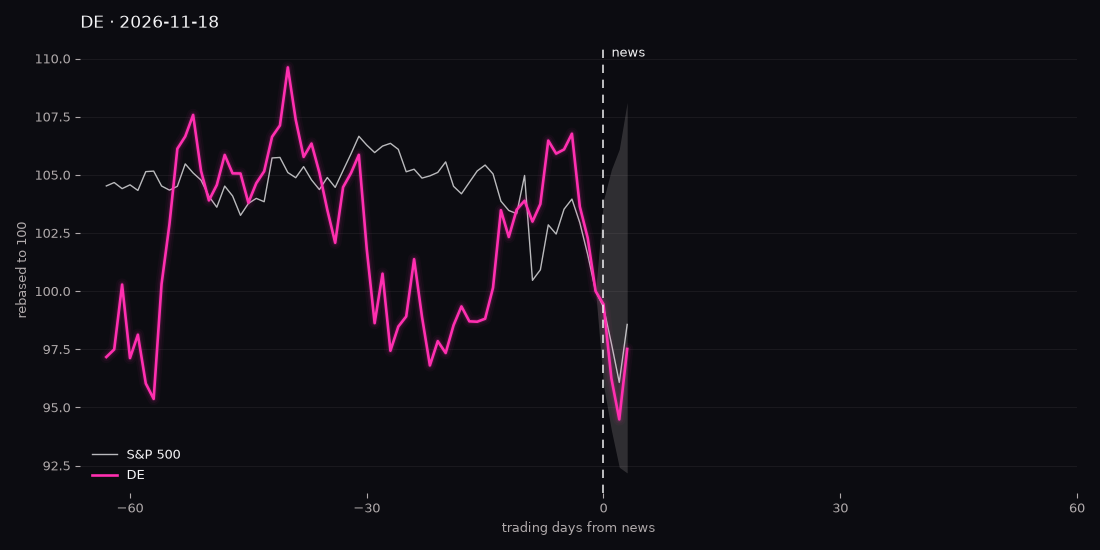 DE · 2026-11-18
news
110.0
107.5
105.0
102.5
100.0
97.5
95.0
92.5
rebased to 100
S&P 500
DE
−60
−30
0
30
60
trading days from news